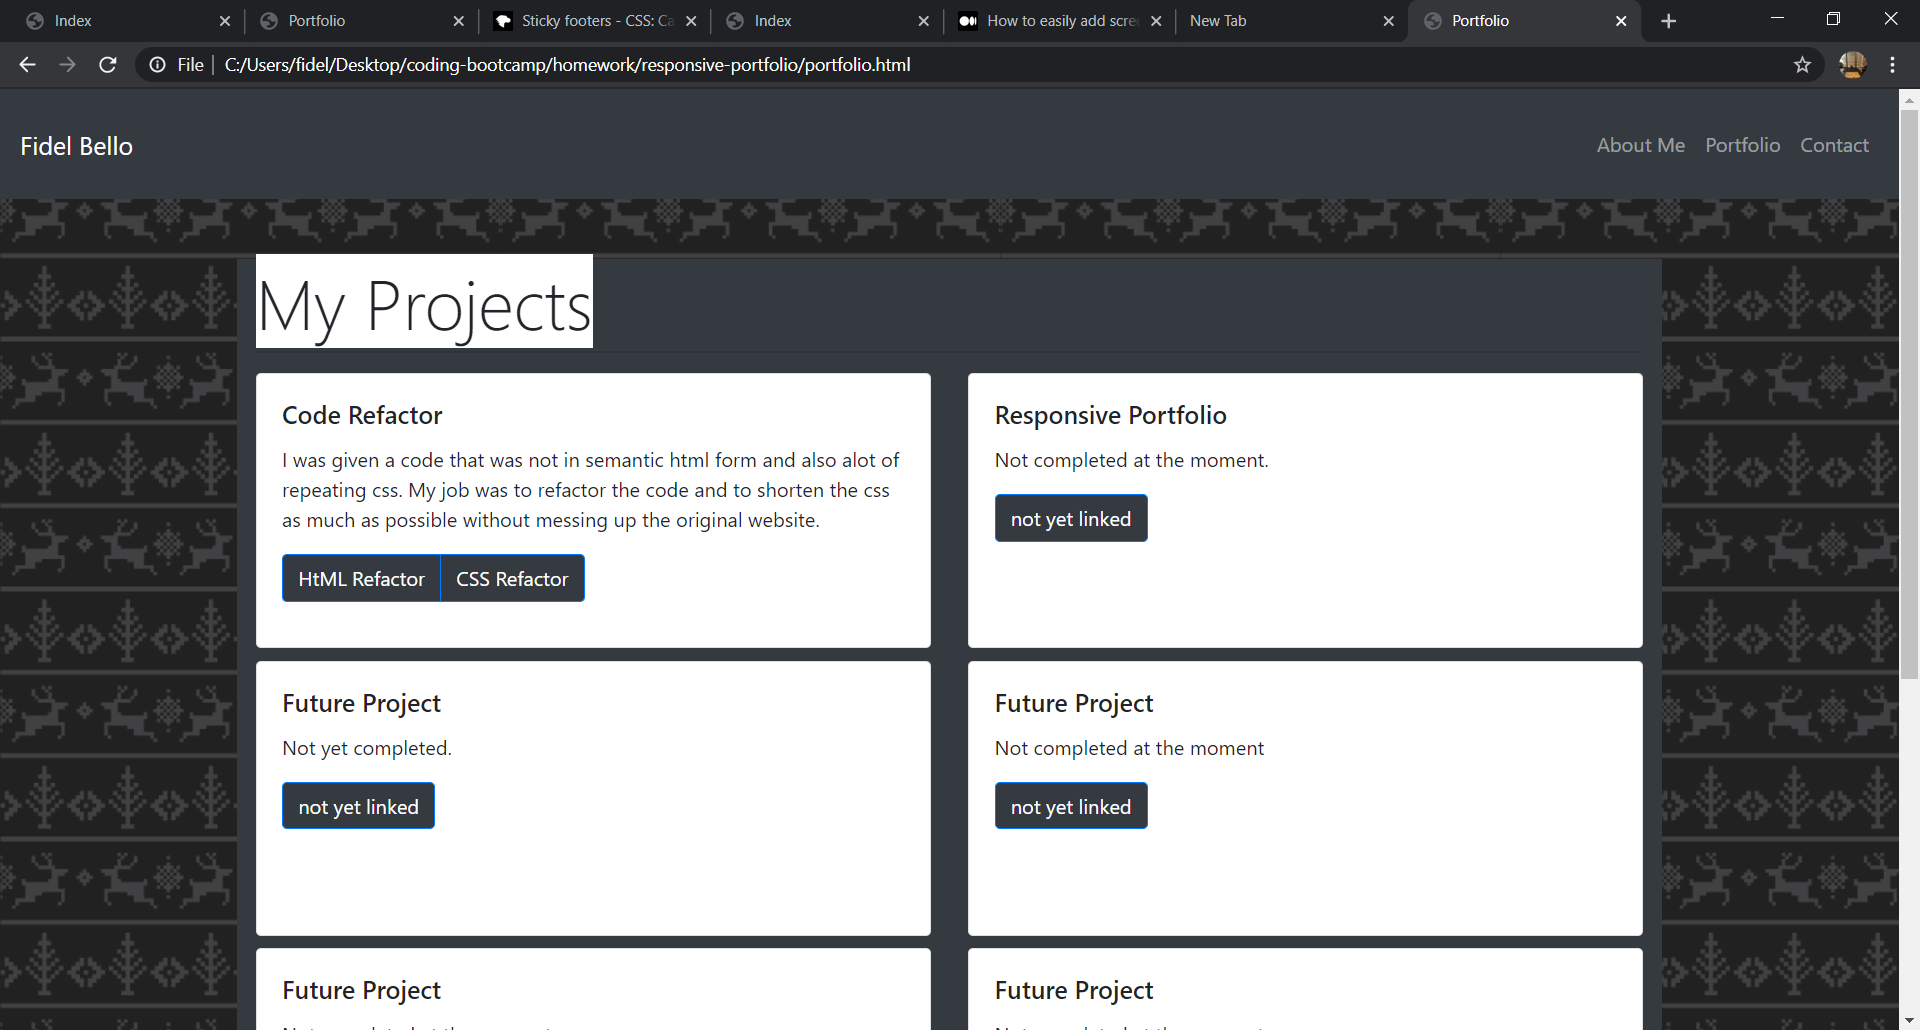 Index
Portfolio
Sticky footers - CSS: Ca
Index
How to easily add scre
New Tab
Portfolio
File
C:/Users/fidel/Desktop/coding-bootcamp/homework/responsive-portfolio/portfolio.html
Fidel Bello
About Me Portfolio Contact
My Projects
Code Refactor
I was given a code that was not in semantic html form and also alot of
repeating css. My job was to refactor the code and to shorten the css
as much as possible without messing up the original website.
HtML Refactor CSS Refactor
Responsive Portfolio
Not completed at the moment.
not yet linked
Future Project
Not yet completed.
not yet linked
Future Project
Not completed at the moment
not yet linked
Future Project
Future Project